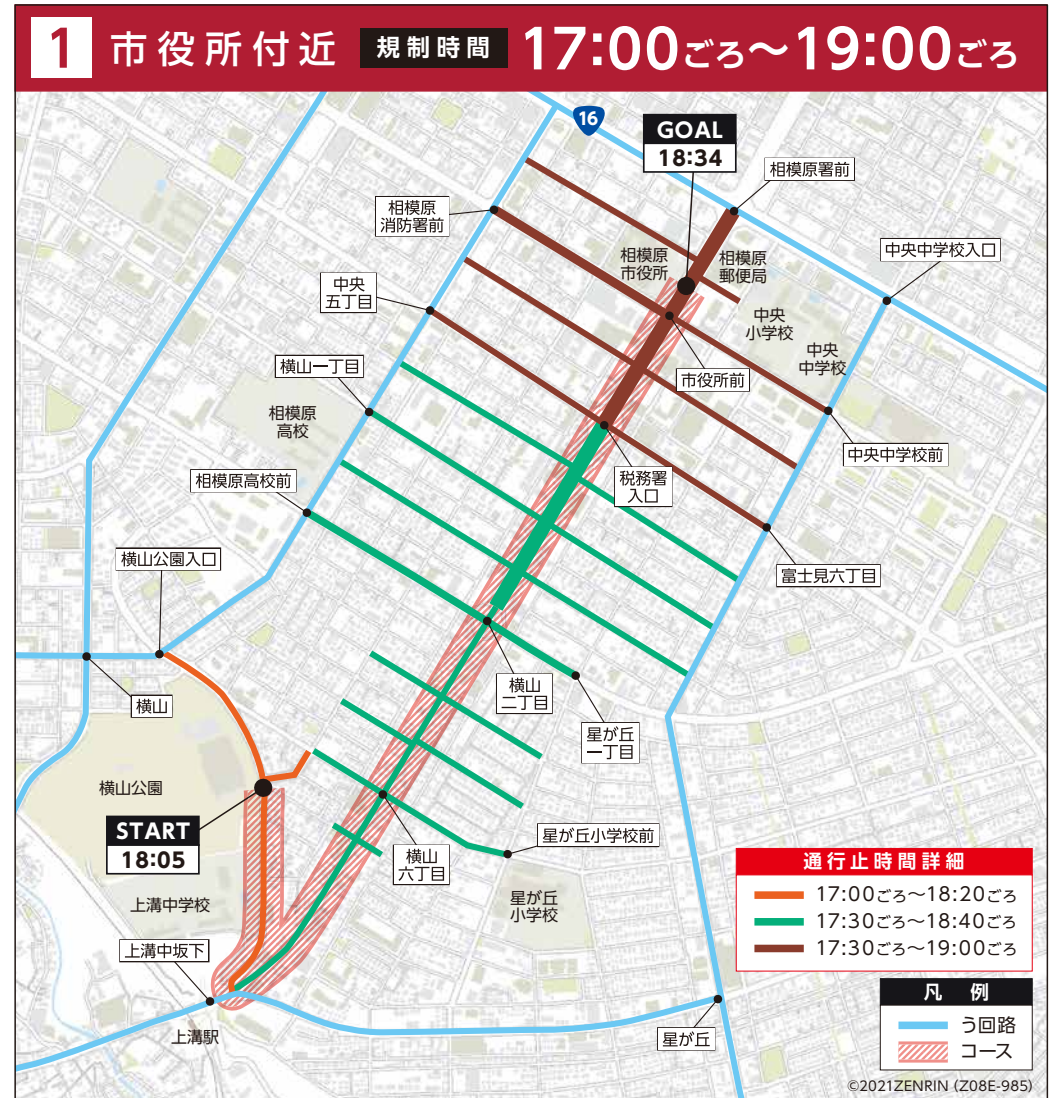 1 市役所付近 規制時間 17:00ごろ〜19:00ごろ
16
GOAL
18:34
相模原署前
相模原
消防署前
相模原
市役所
相模原
郵便局
中央中学校入口
中央
五丁目
中央
小学校
中央
中学校
横山一丁目
市役所前
相模原
高校
中央中学校前
相模原高校前
税務署
入口
横山公園入口
富士見六丁目
横山
横山
二丁目
星が丘
一丁目
横山公園
START
18:05
星が丘小学校前
横山
六丁目
上溝中学校
星が丘
小学校
上溝中坂下
上溝駅
星が丘
通行止時間詳細
17:00ごろ〜18:20ごろ
17:30ごろ〜18:40ごろ
17:30ごろ〜19:00ごろ
凡 例
う回路
コース
©2021ZENRIN (Z08E-985)